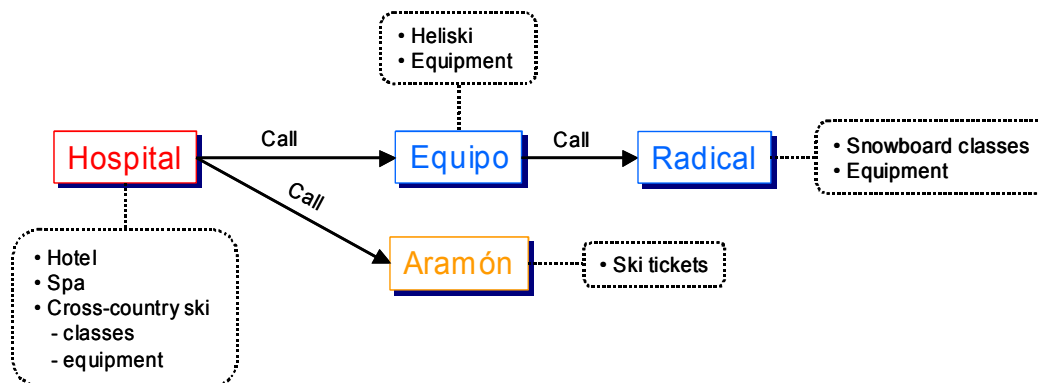 • Heliski
• Equipment
Hospital
Call
Equipo
Call
Radical
• Snowboard classes
• Equipment
Call
Aramón
• Ski tickets
• Hotel
• Spa
• Cross-country ski
- classes
- equipment